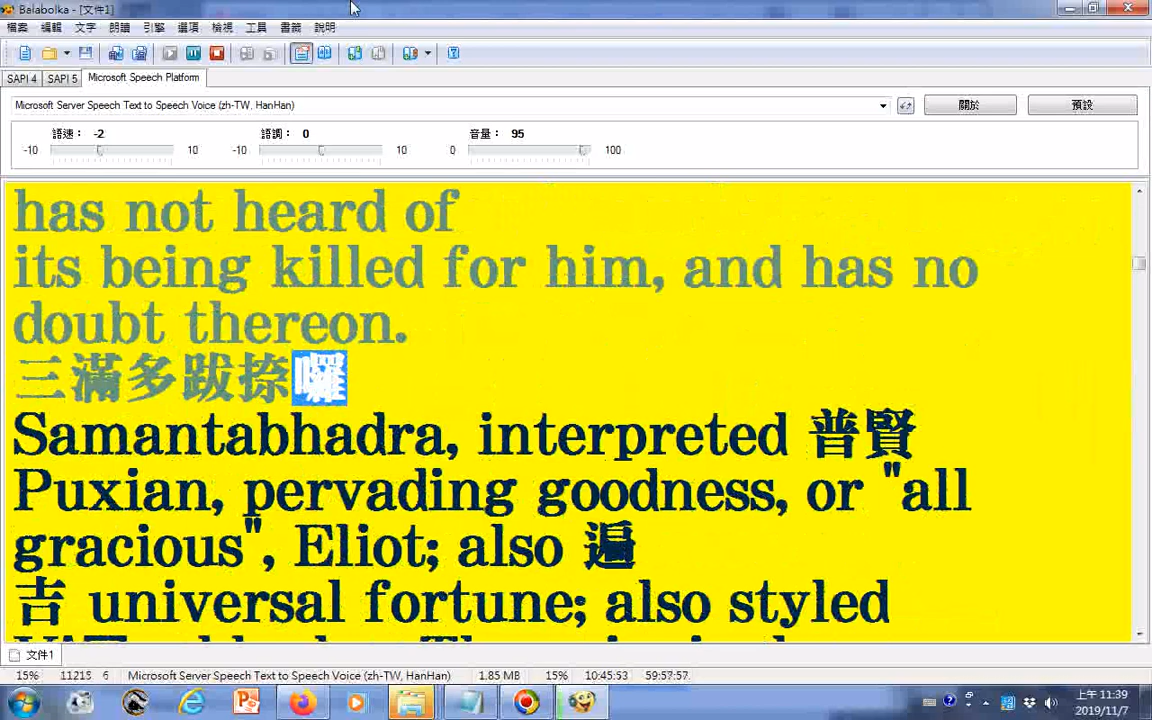 Balabolka - [文件1]
檔案 編輯 文字 朗讀 引擎 選項 檢視 工具 書籤 說明
SAPI 4 SAPI 5 Microsoft Speech Platform
Microsoft Server Speech Text to Speech Voice (zh-TW, HanHan) 關於 預設
語速: -2 語調: 0 音量: 95
-10 10 -10 10 0 100
has not heard of
its being killed for him, and has no
doubt thereon.
三滿多跋捺囉
Samantabhadra, interpreted 普賢
Puxian, pervading goodness, or "all
gracious", Eliot; also 遍
吉 universal fortune; also styled
文件1
15% 11215 6 Microsoft Server Speech Text to Speech Voice (zh-TW, HanHan) 1.85 MB 15% 10:45:53 59:57:57.
上午 11:39
2019/11/7